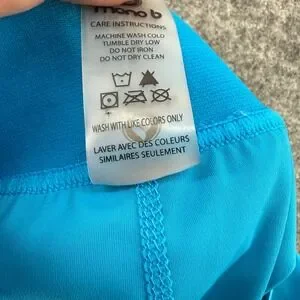 mono b
CARE INSTRUCTIONS
MACHINE WASH COLD
TUMBLE DRY LOW
DO NOT IRON
DO NOT DRY CLEAN
WASH WITH LIKE COLORS ONLY
LAVER AVEC DES COULEURS
SIMILAIRES SEULEMENT